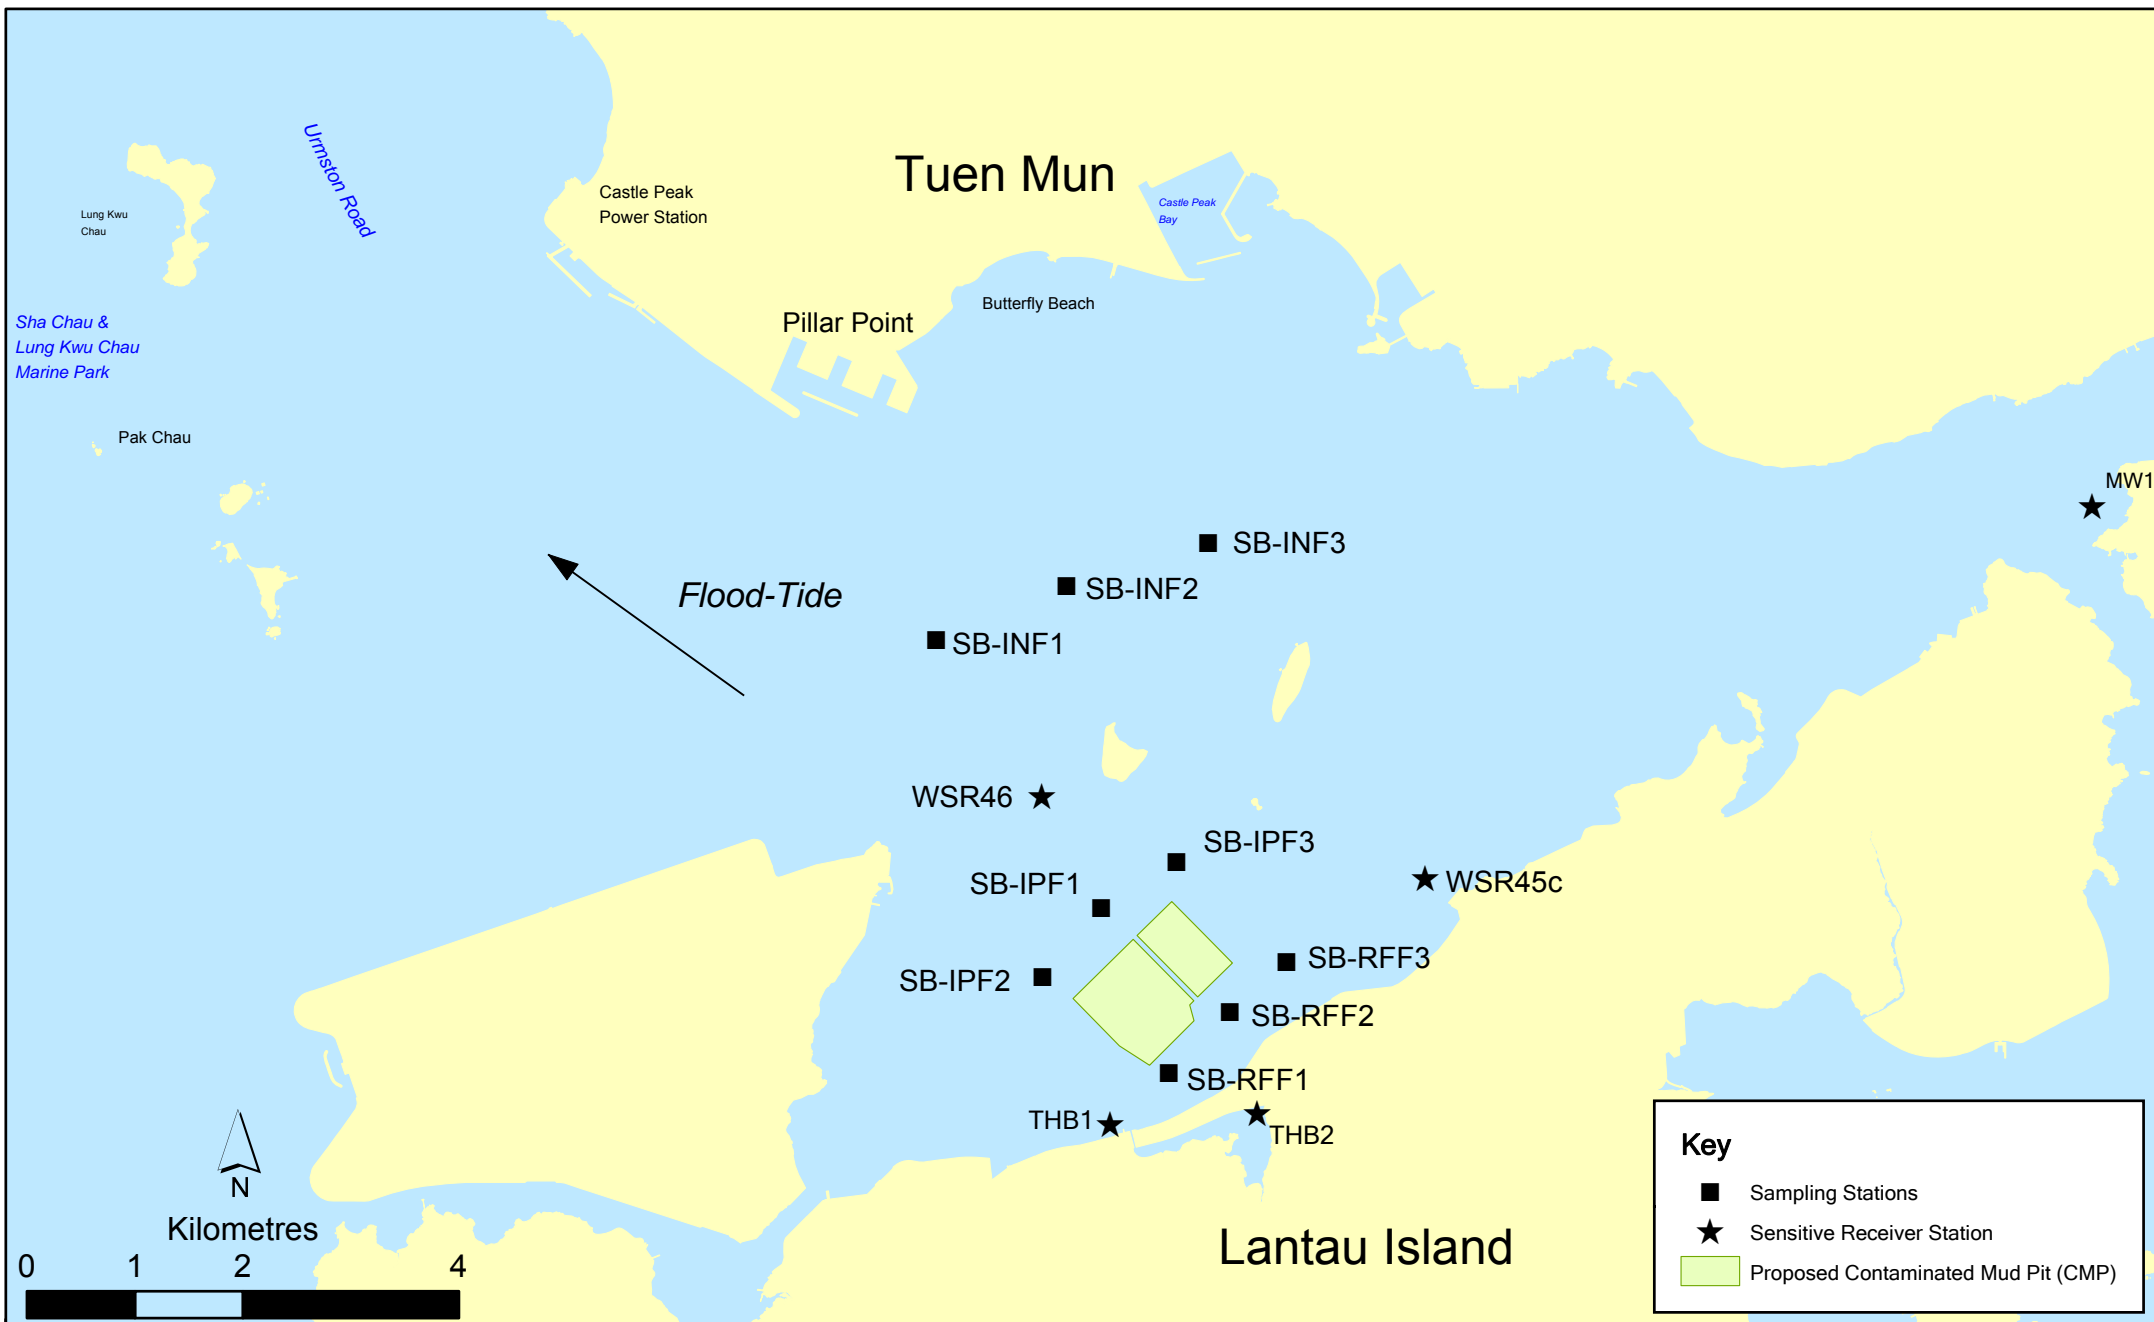 Tuen Mun
Urmston Road
Castle Peak
Power Station
Castle Peak
Bay
Lung Kwu
Chau
Butterfly Beach
Pillar Point
Sha Chau &
Lung Kwu Chau
Marine Park
Pak Chau
MW1
SB-INF3
SB-INF2
Flood-Tide
SB-INF1
WSR46
SB-IPF3
SB-IPF1
WSR45c
SB-RFF3
SB-IPF2
SB-RFF2
SB-RFF1
THB1
THB2
N
Kilometres
0 1 2 4
Lantau Island
Key
Sampling Stations
Sensitive Receiver Station
Proposed Contaminated Mud Pit (CMP)